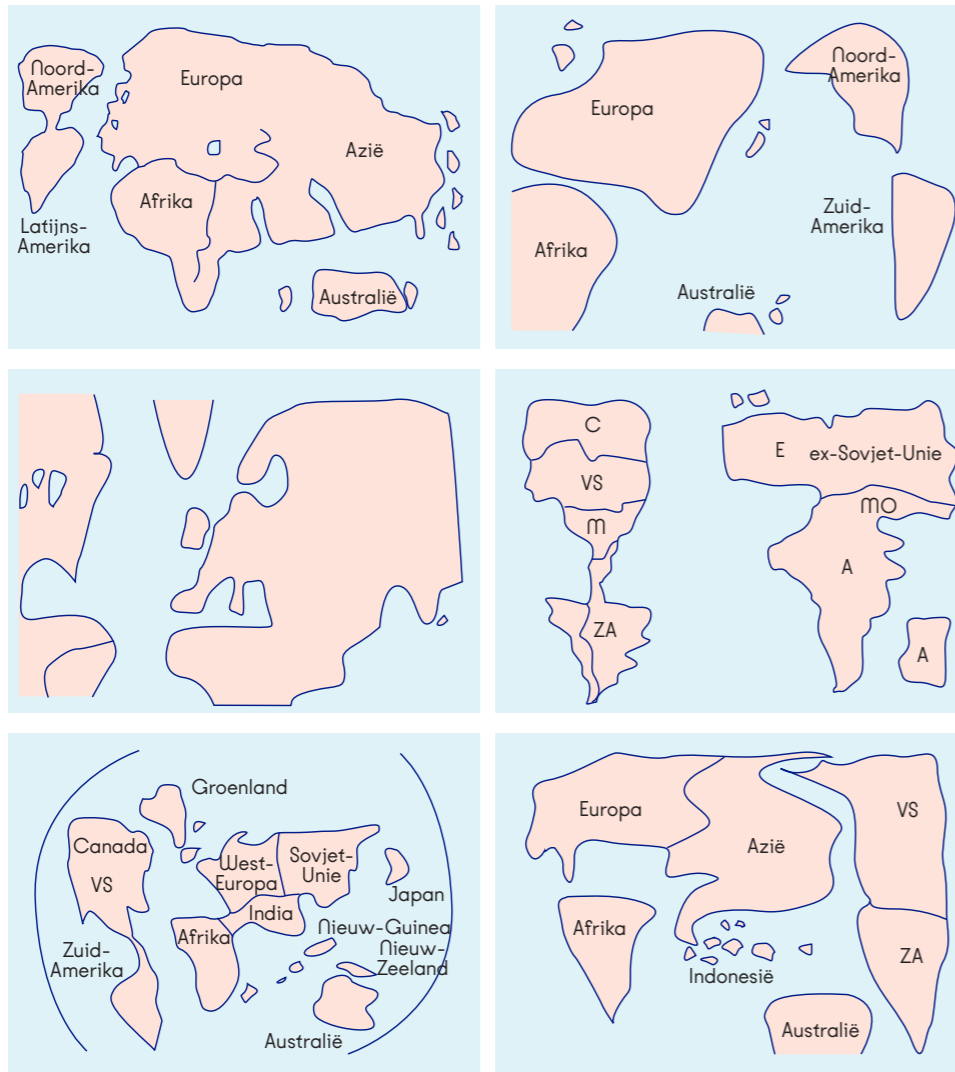 Noord-
Amerika
Europa
Azië
Afrika
Latijns-
Amerika
Australië
Noord-
Amerika
Europa
Zuid-
Amerika
Afrika
Australië
C
E
ex-Sovjet-Unie
VS
MO
M
A
ZA
A
Groenland
Canada
VS
West-
Europa
Sovjet-
Unie
Japan
India
Afrika
Nieuw-Guinea
Nieuw-
Zeeland
Zuid-
Amerika
Australië
Europa
VS
Azië
Afrika
ZA
Indonesië
Australië